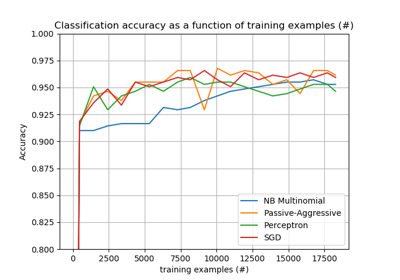 Classification accuracy as a function of training examples (#)
1.000
0.975
0.950
0.925
0.900
0.875
0.850
0.825
0.800
Accuracy
NB Multinomial
Passive-Aggressive
Perceptron
SGD
0 2500 5000 7500 10000 12500 15000 17500
training examples (#)